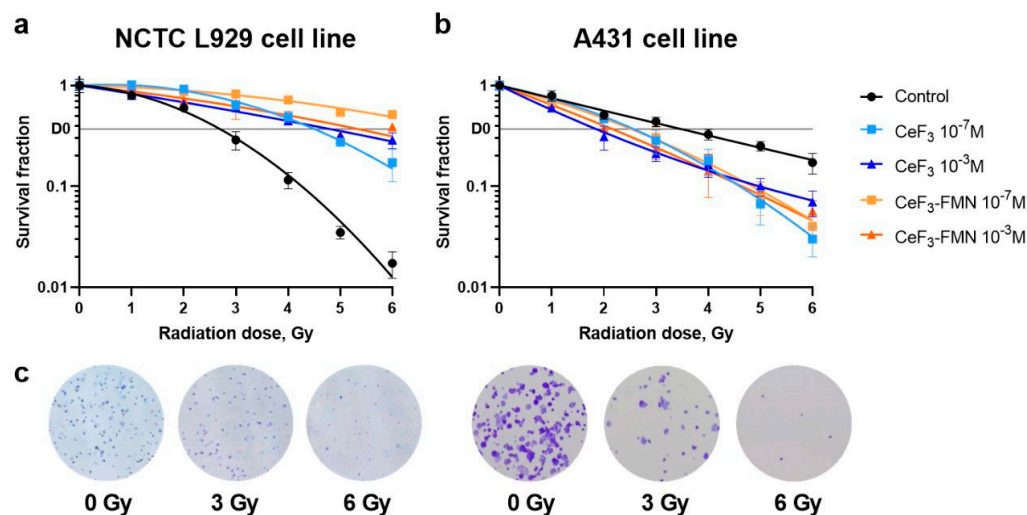 a
NCTC L929 cell line
Survival fraction
1
D0
0.1
0.01
0 1 2 3 4 5 6
Radiation dose, Gy
b
A431 cell line
Survival fraction
1
D0
0.1
0.01
0 1 2 3 4 5 6
Radiation dose, Gy
Control
CeF₃ 10⁻⁷M
CeF₃ 10⁻³M
CeF₃-FMN 10⁻⁷M
CeF₃-FMN 10⁻³M
c
0 Gy 3 Gy 6 Gy
0 Gy 3 Gy 6 Gy